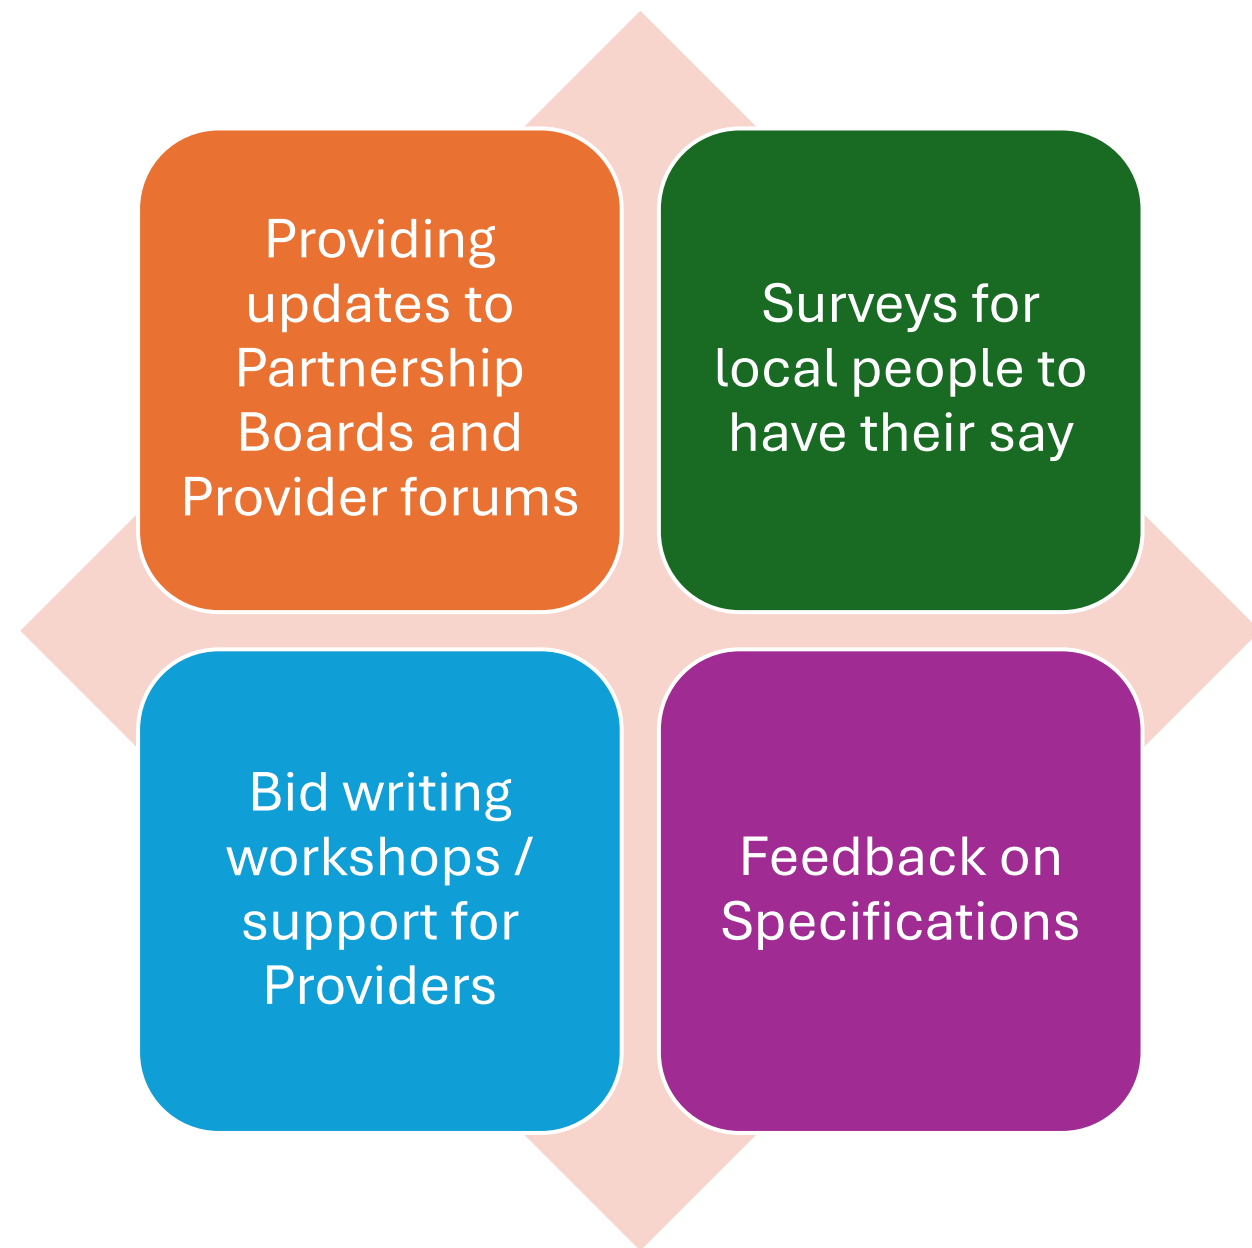 Providing
updates to
Partnership
Boards and
Provider forums
Surveys for
local people to
have their say
Bid writing
workshops /
support for
Providers
Feedback on
Specifications